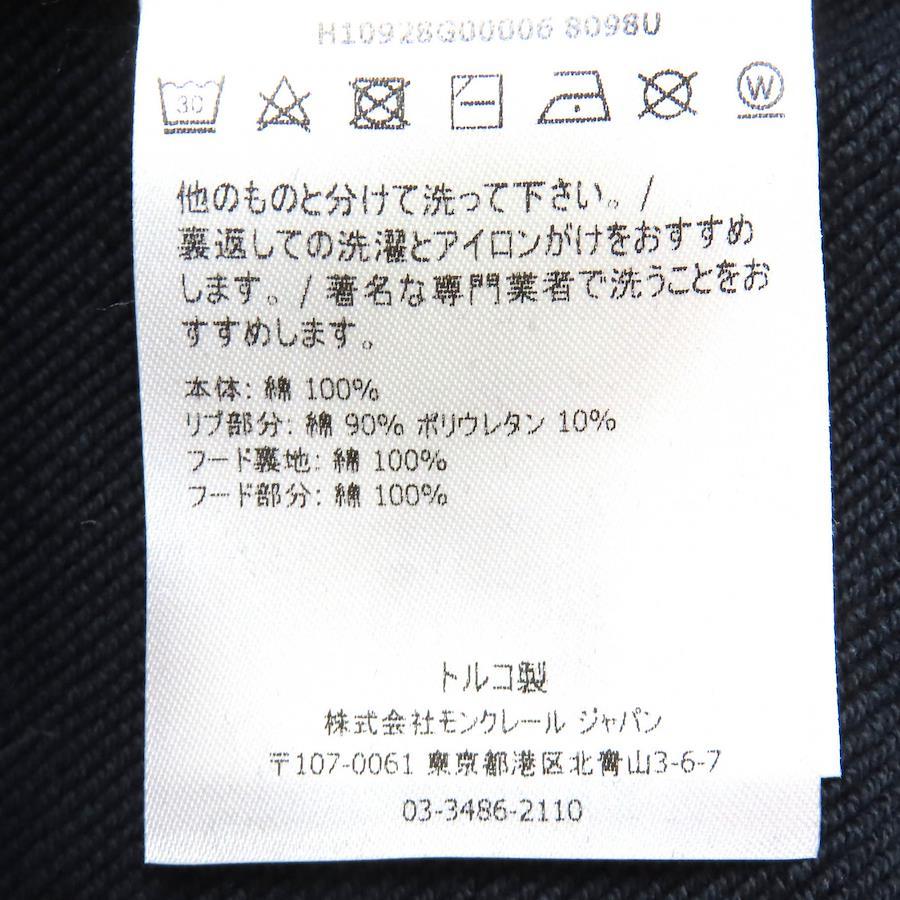 H10928G00006 8098U
30 W
他のものと分けて洗って下さい。/
裏返しての洗濯とアイロンがけをおすすめ
します。/ 著名な専門業者で洗うことをお
すすめします。
本体: 綿 100%
リブ部分: 綿 90% ポリウレタン 10%
フード裏地: 綿 100%
フード部分: 綿 100%
トルコ製
株式会社モンクレール ジャパン
〒107-0061 東京都港区北青山3-6-7
03-3486-2110